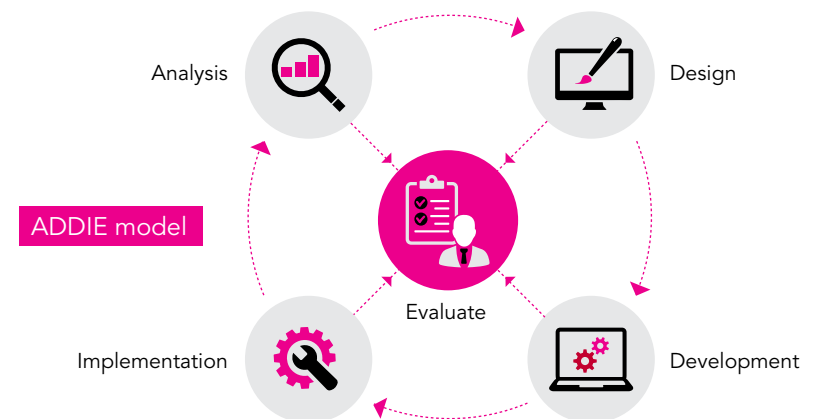 Analysis
Design
ADDIE model
Evaluate
Implementation
Development